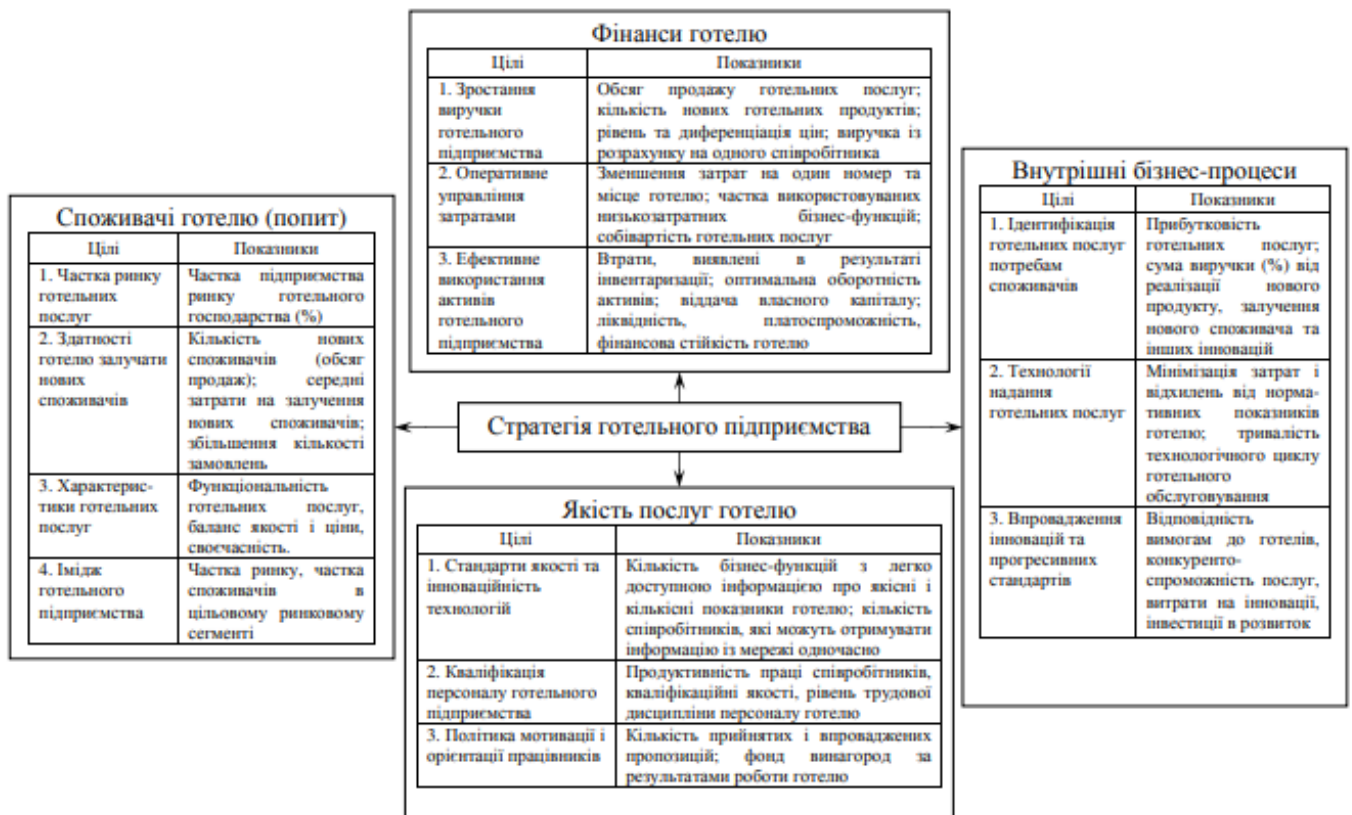 Фінанси готелю
Цілі
Показники
1. Зростання
виручки
готельного
підприємства
Обсяг продажу готельних послуг;
кількість нових готельних продуктів;
рівень та диференціація цін; виручка із
розрахунку на одного співробітника
2. Оперативне
управління
затратами
Зменшення затрат на один номер та
місце готелю; частка використовуваних
низькозатратних бізнес-функцій;
собівартість готельних послуг
3. Ефективне
використання
активів
готельного
підприємства
Втрати, виявлені в результаті
інвентаризації; оптимальна оборотність
активів; віддача власного капіталу;
ліквідність, платоспроможність,
фінансова стійкість готелю
Споживачі готелю (попит)
Цілі
Показники
1. Частка ринку
готельних
послуг
Частка підприємства
ринку готельного
господарства (%)
2. Здатності
готелю залучати
нових
споживачів
Кількість нових
споживачів (обсяг
продаж); середні
затрати на залучення
нових споживачів;
збільшення кількості
замовлень
3. Характерис-
тики готельних
послуг
Функціональність
готельних послуг,
баланс якості і ціни,
своєчасність.
4. Імідж
готельного
підприємства
Частка ринку, частка
споживачів в
цільовому ринковому
сегменті
Стратегія готельного підприємства
Внутрішні бізнес-процеси
Цілі
Показники
1. Ідентифікація
готельних послуг
потребам
споживачів
Прибутковість
готельних послуг;
сума виручки (%) від
реалізації нового
продукту, залучення
нового споживача та
інших інновацій
2. Технології
надання
готельних послуг
Мінімізація затрат і
відхилень від норма-
тивних показників
готелю; тривалість
технологічного циклу
готельного
обслуговування
3. Впровадження
інновацій та
прогресивних
стандартів
Відповідність
вимогам до готелів,
конкуренто-
спроможність послуг,
витрати на інновації,
інвестиції в розвиток
Якість послуг готелю
Цілі
Показники
1. Стандарти якості та
інноваційність
технологій
Кількість бізнес-функцій з легко
доступною інформацією про якісні і
кількісні показники готелю; кількість
співробітників, які можуть отримувати
інформацію із мережі одночасно
2. Кваліфікація
персоналу готельного
підприємства
Продуктивність праці співробітників,
кваліфікаційні якості, рівень трудової
дисципліни персоналу готелю
3. Політика мотивації і
орієнтації працівників
Кількість прийнятих і впроваджених
пропозицій; фонд винагород за
результатами роботи готелю